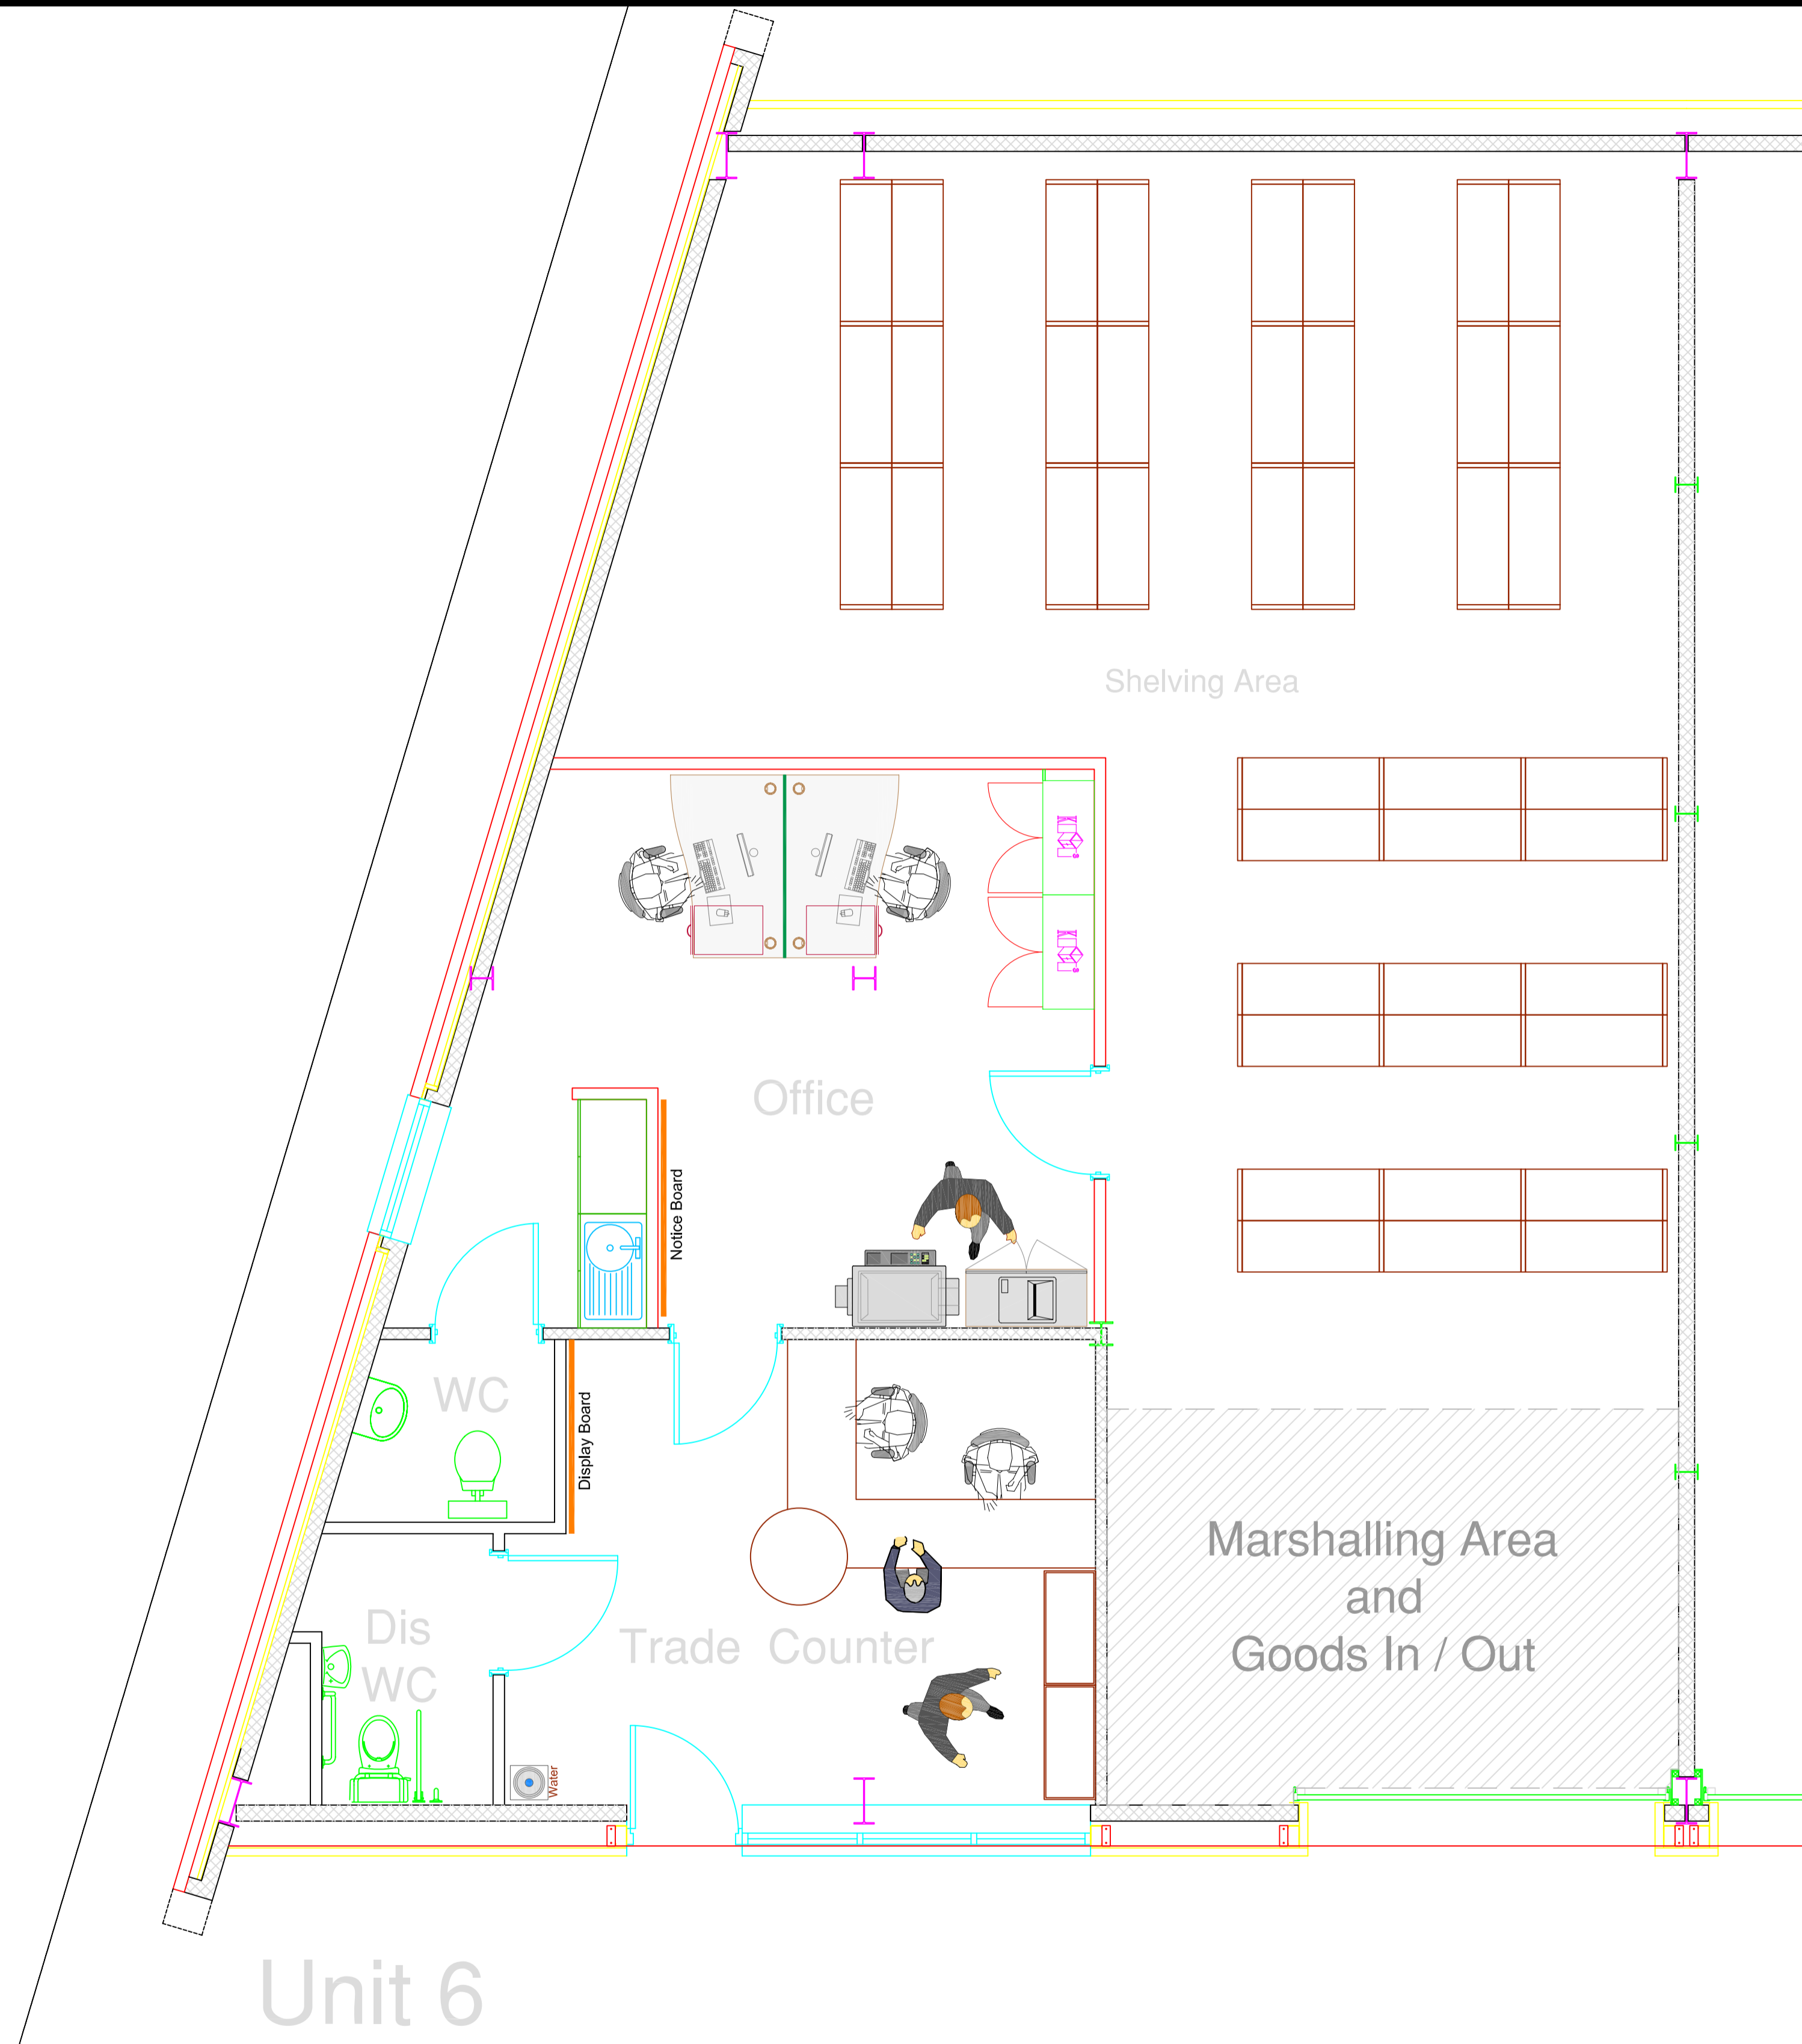 Shelving Area
Office
Notice Board
WC
Display Board
Marshalling Area
and
Goods In / Out
Dis
WC
Trade Counter
Water
Unit 6